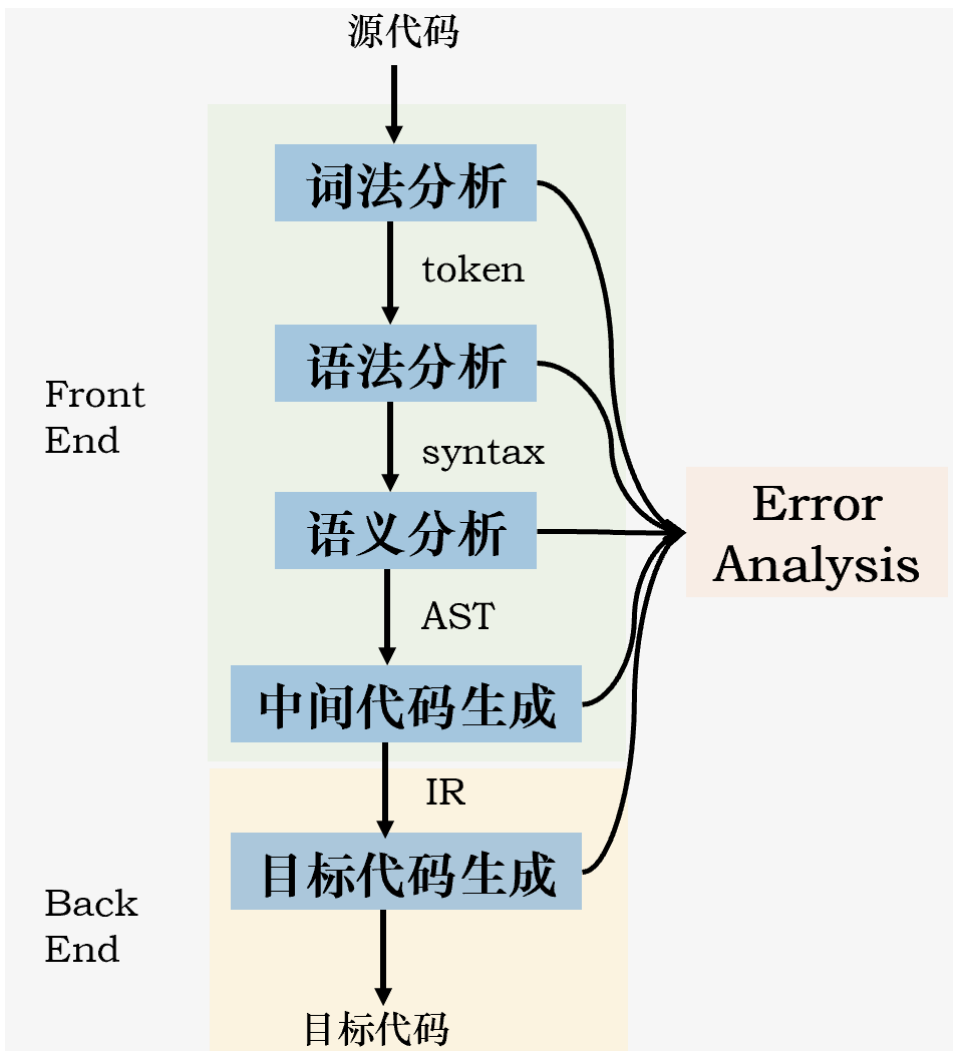 源代码
词法分析
token
语法分析
Front
End
syntax
语义分析
Error
Analysis
AST
中间代码生成
IR
目标代码生成
Back
End
目标代码